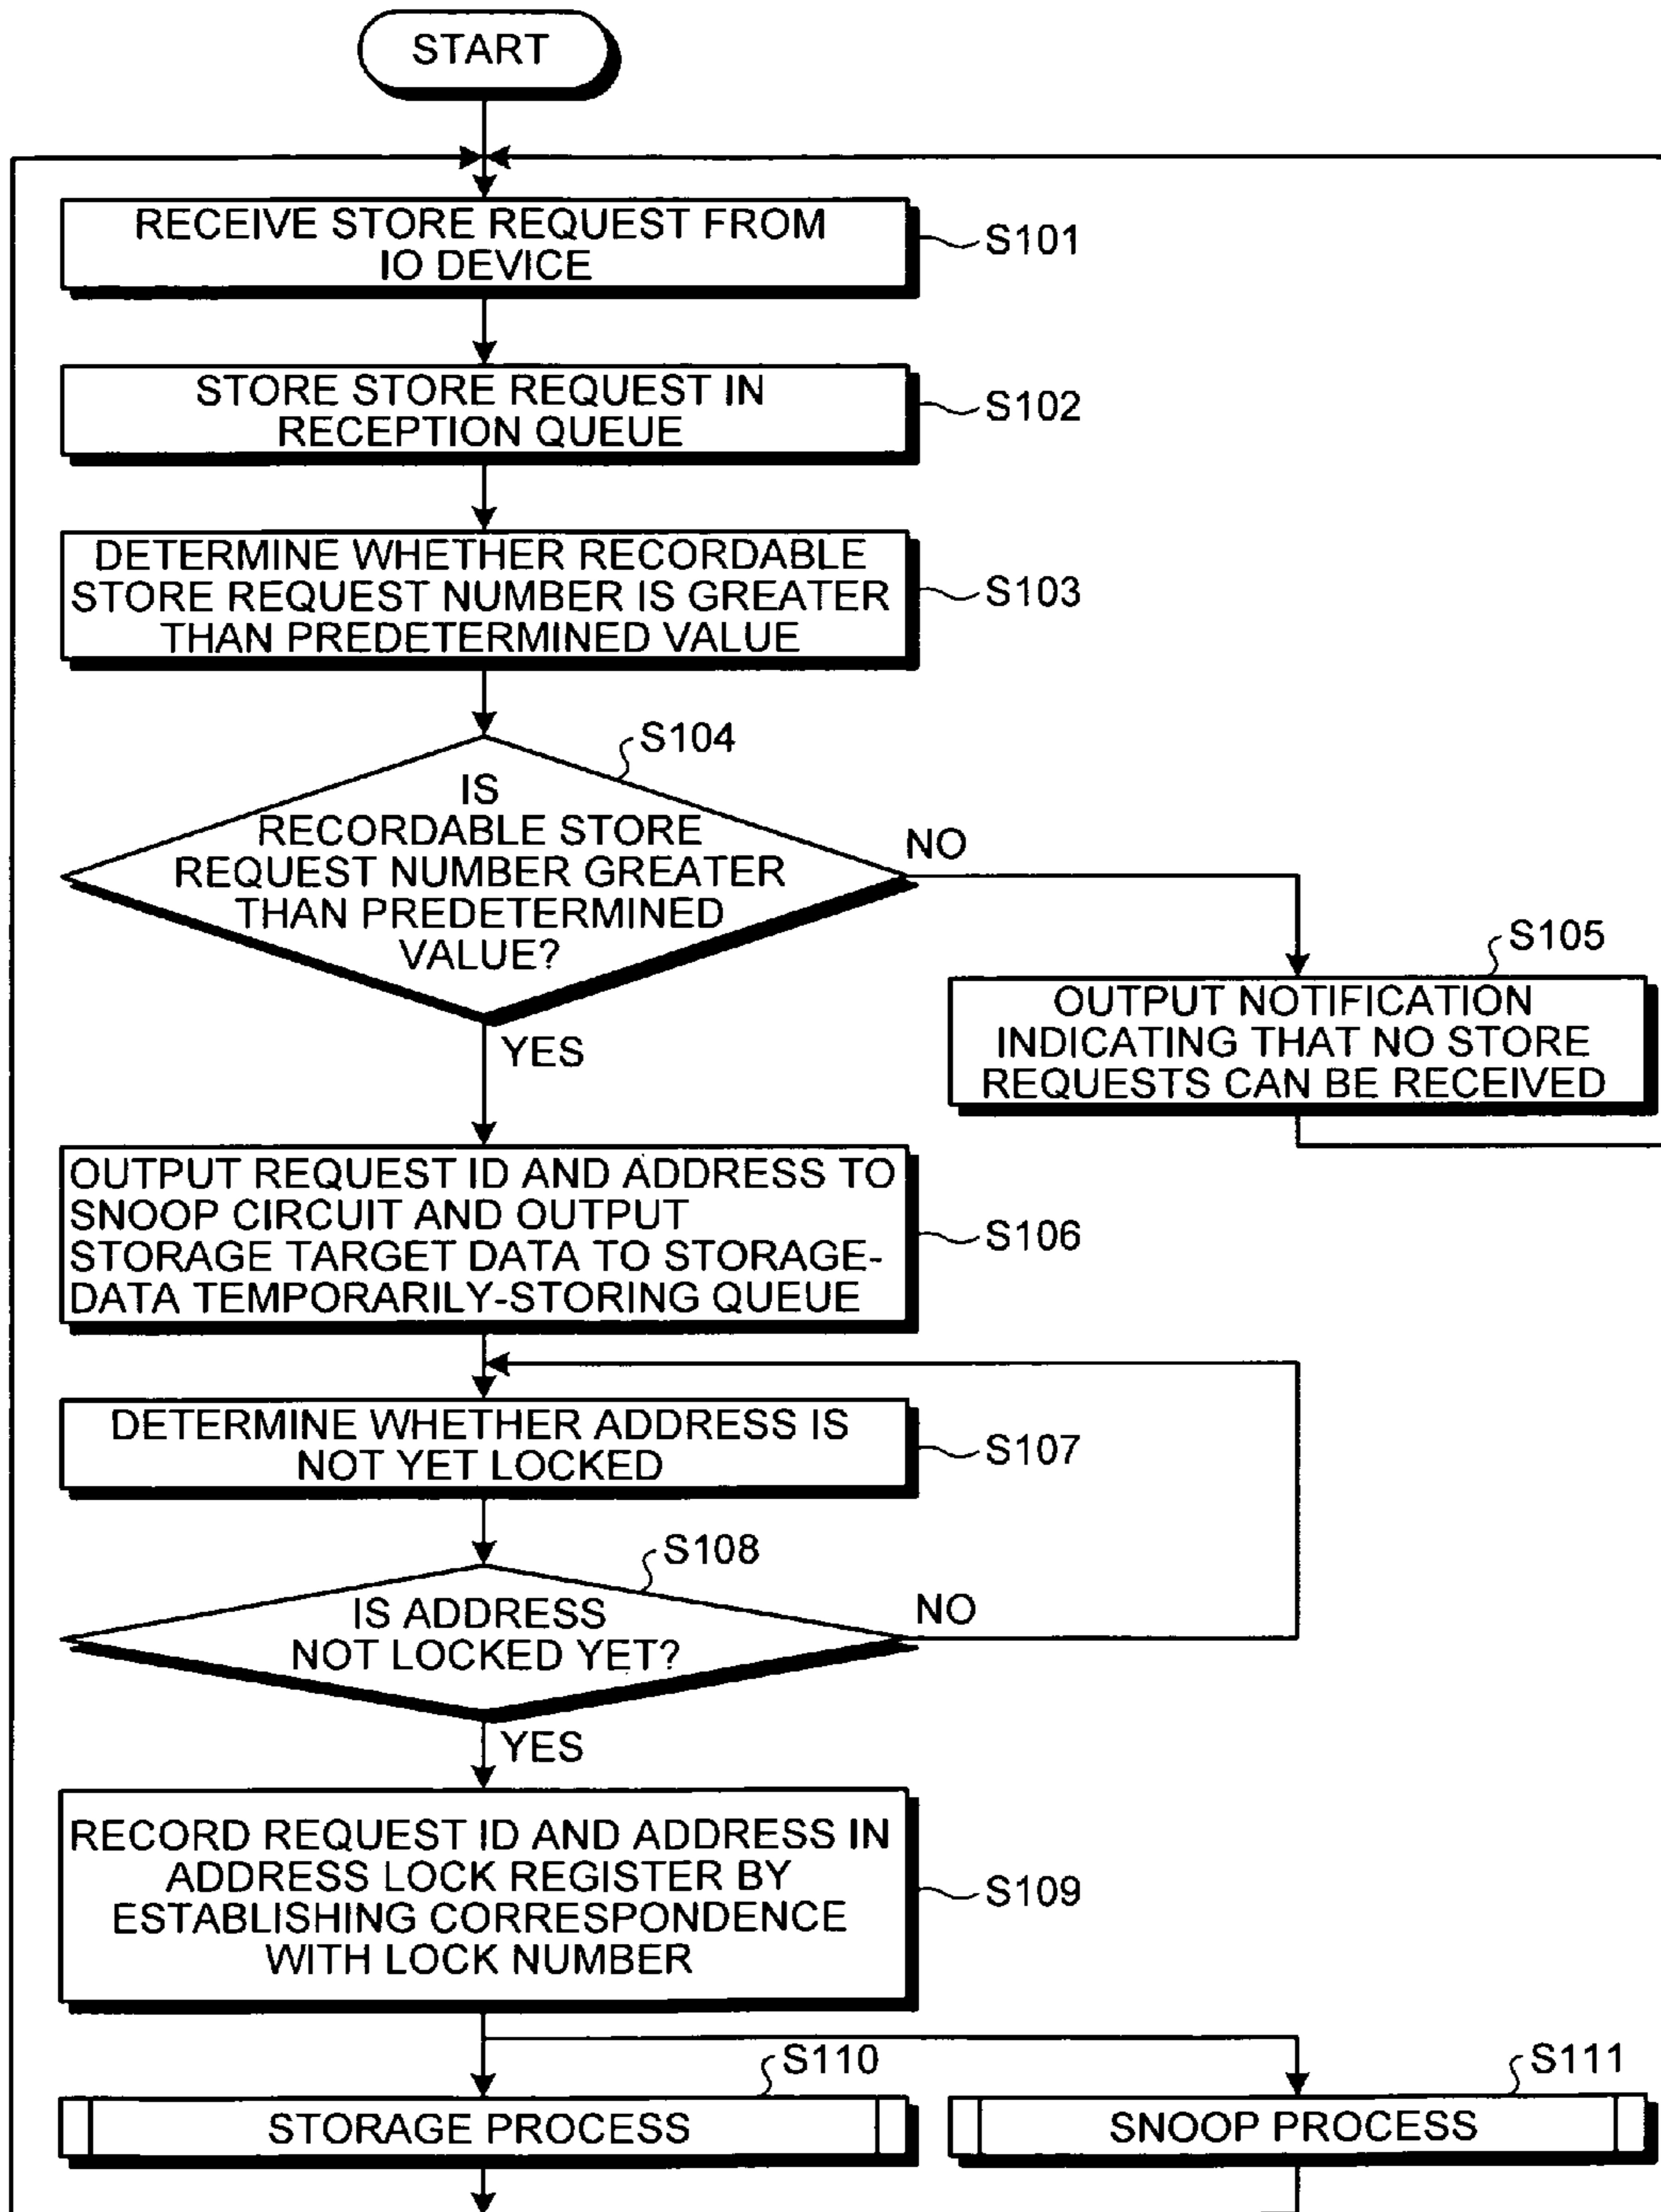 START
RECEIVE STORE REQUEST FROM
IO DEVICE
S101
STORE STORE REQUEST IN
RECEPTION QUEUE
S102
DETERMINE WHETHER RECORDABLE
STORE REQUEST NUMBER IS GREATER
THAN PREDETERMINED VALUE
S103
S104
IS
RECORDABLE STORE
REQUEST NUMBER GREATER
THAN PREDETERMINED
VALUE?
NO
YES
S105
OUTPUT NOTIFICATION
INDICATING THAT NO STORE
REQUESTS CAN BE RECEIVED
OUTPUT REQUEST ID AND ADDRESS TO
SNOOP CIRCUIT AND OUTPUT
STORAGE TARGET DATA TO STORAGE-
DATA TEMPORARILY-STORING QUEUE
S106
DETERMINE WHETHER ADDRESS IS
NOT YET LOCKED
S107
S108
IS ADDRESS
NOT LOCKED YET?
NO
YES
RECORD REQUEST ID AND ADDRESS IN
ADDRESS LOCK REGISTER BY
ESTABLISHING CORRESPONDENCE
WITH LOCK NUMBER
S109
S110
STORAGE PROCESS
S111
SNOOP PROCESS